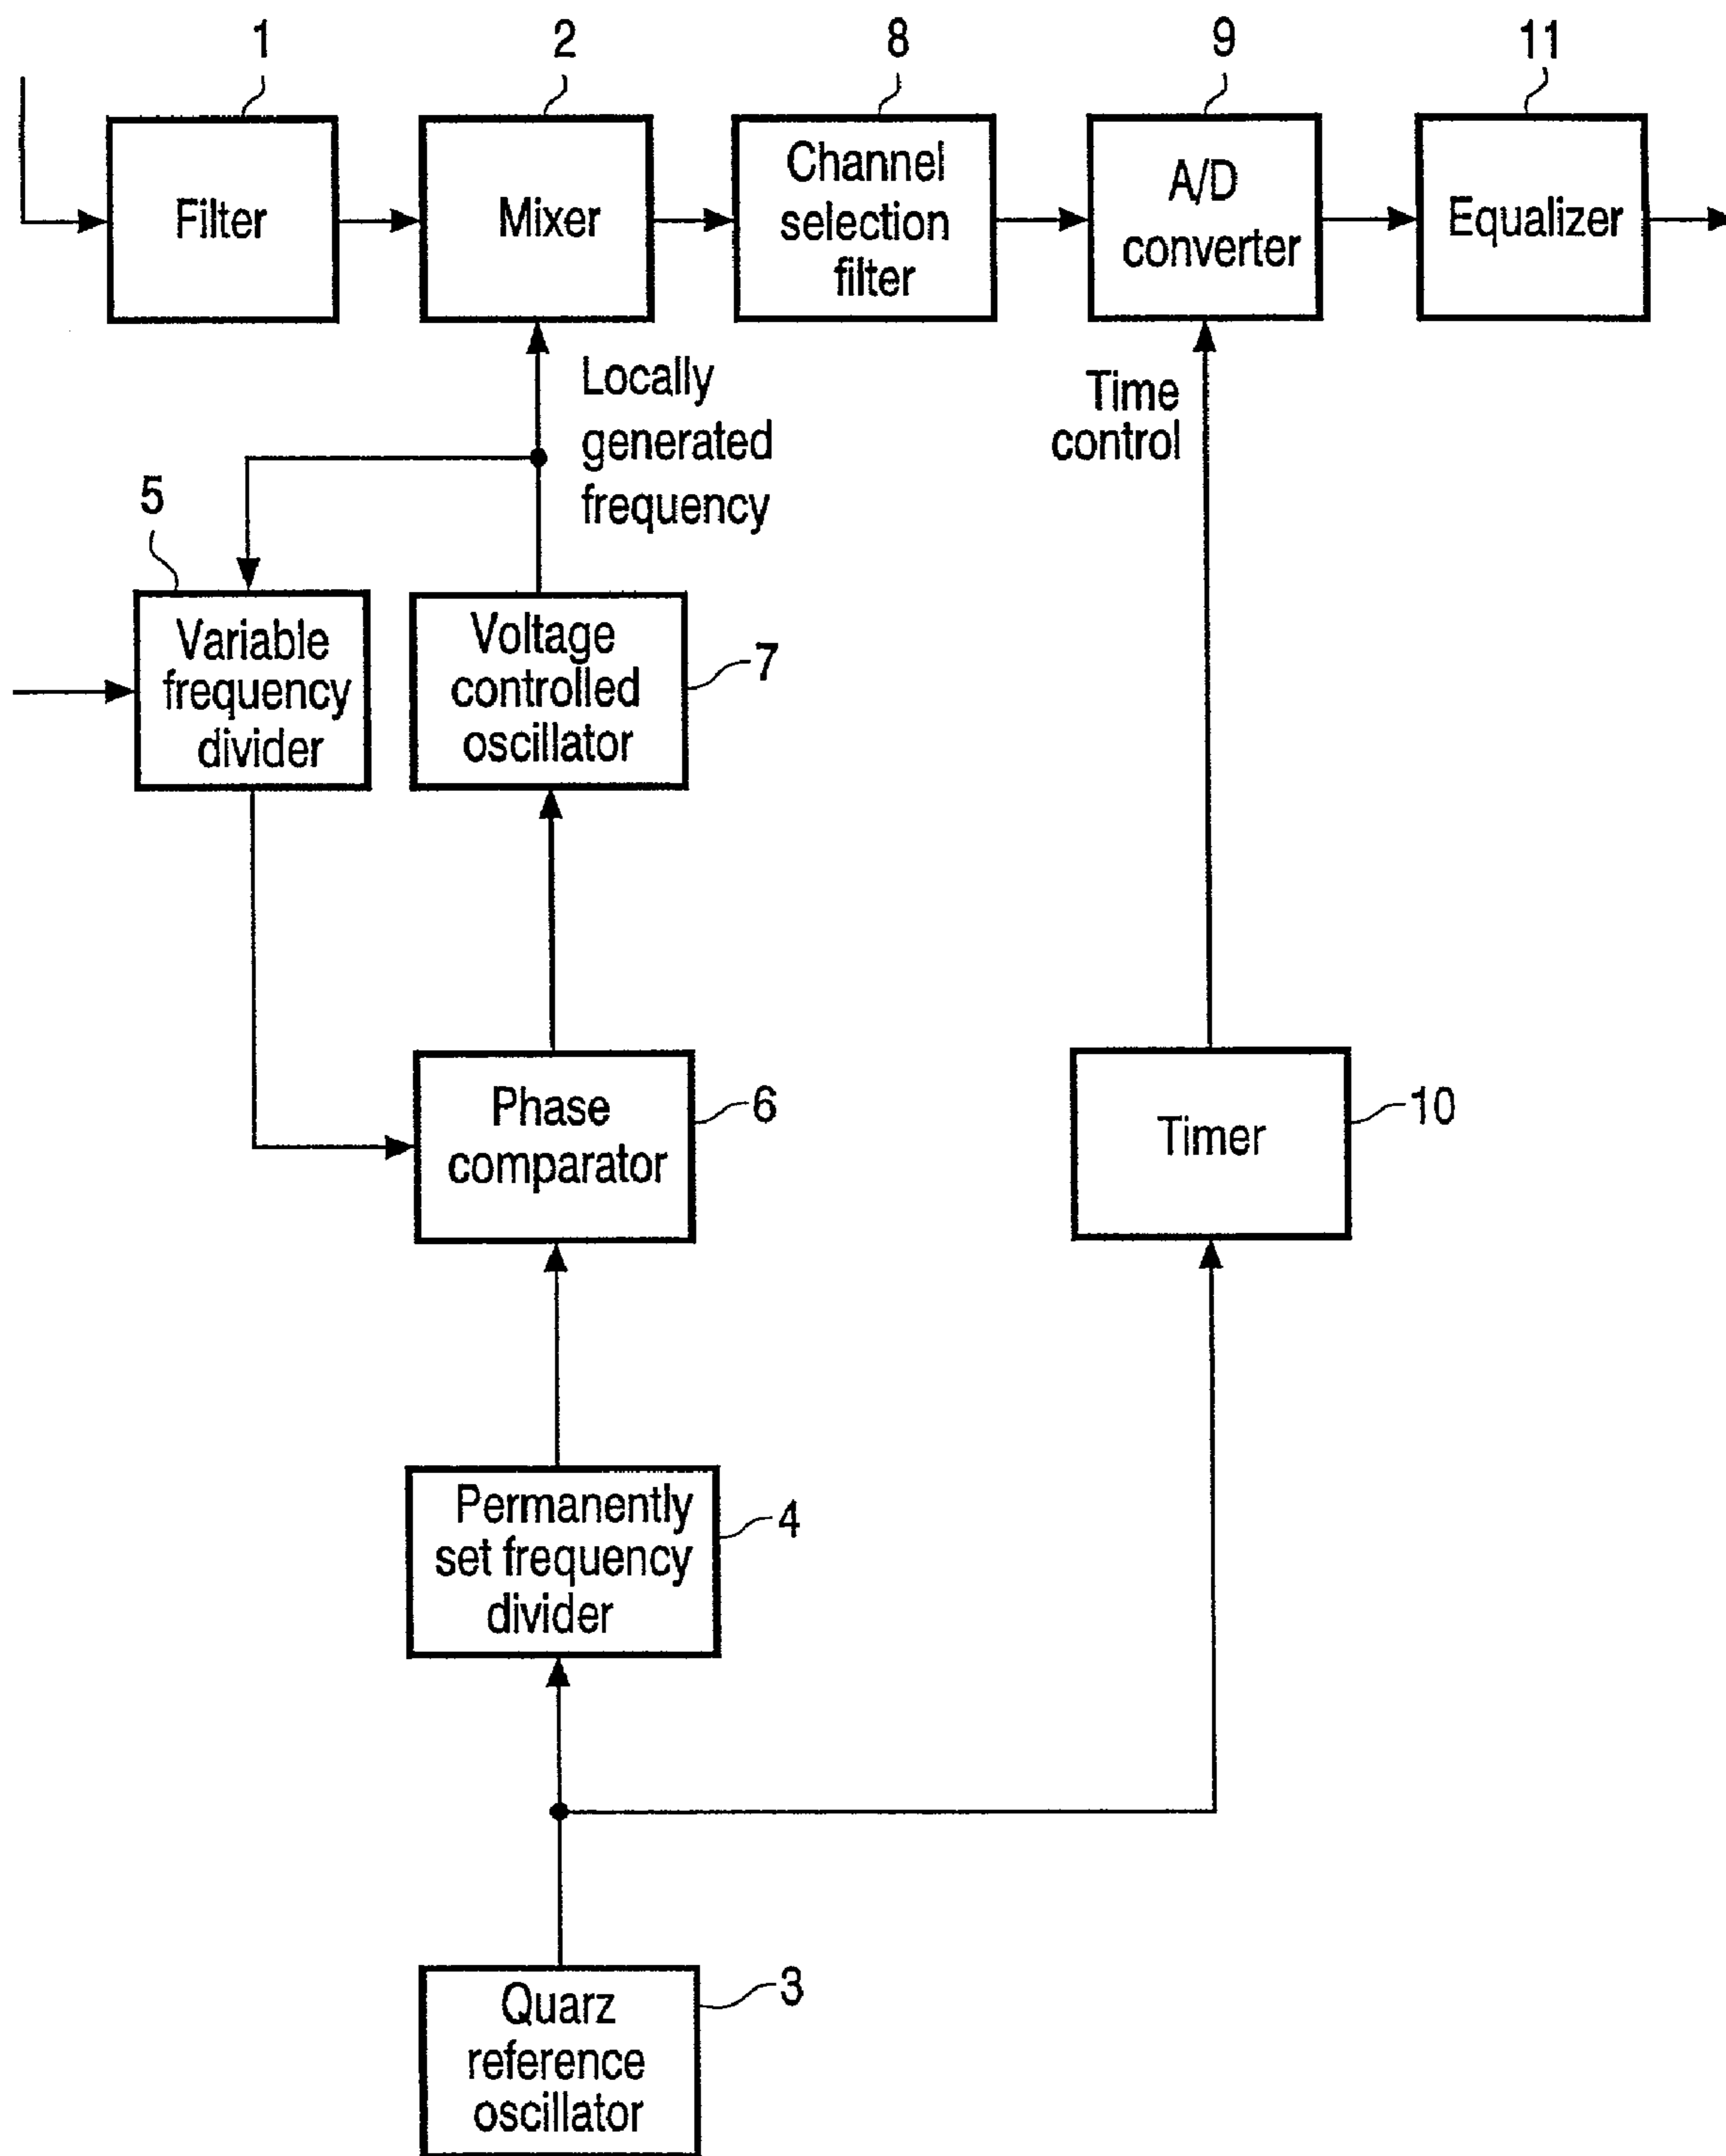 1
2
8
9
11
Filter
Mixer
Channel
selection
filter
A/D
converter
Equalizer
Locally
generated
frequency
Time
control
5
Variable
frequency
divider
Voltage
controlled
oscillator
7
Phase
comparator
6
Timer
10
Permanently
set frequency
divider
4
Quarz
reference
oscillator
3